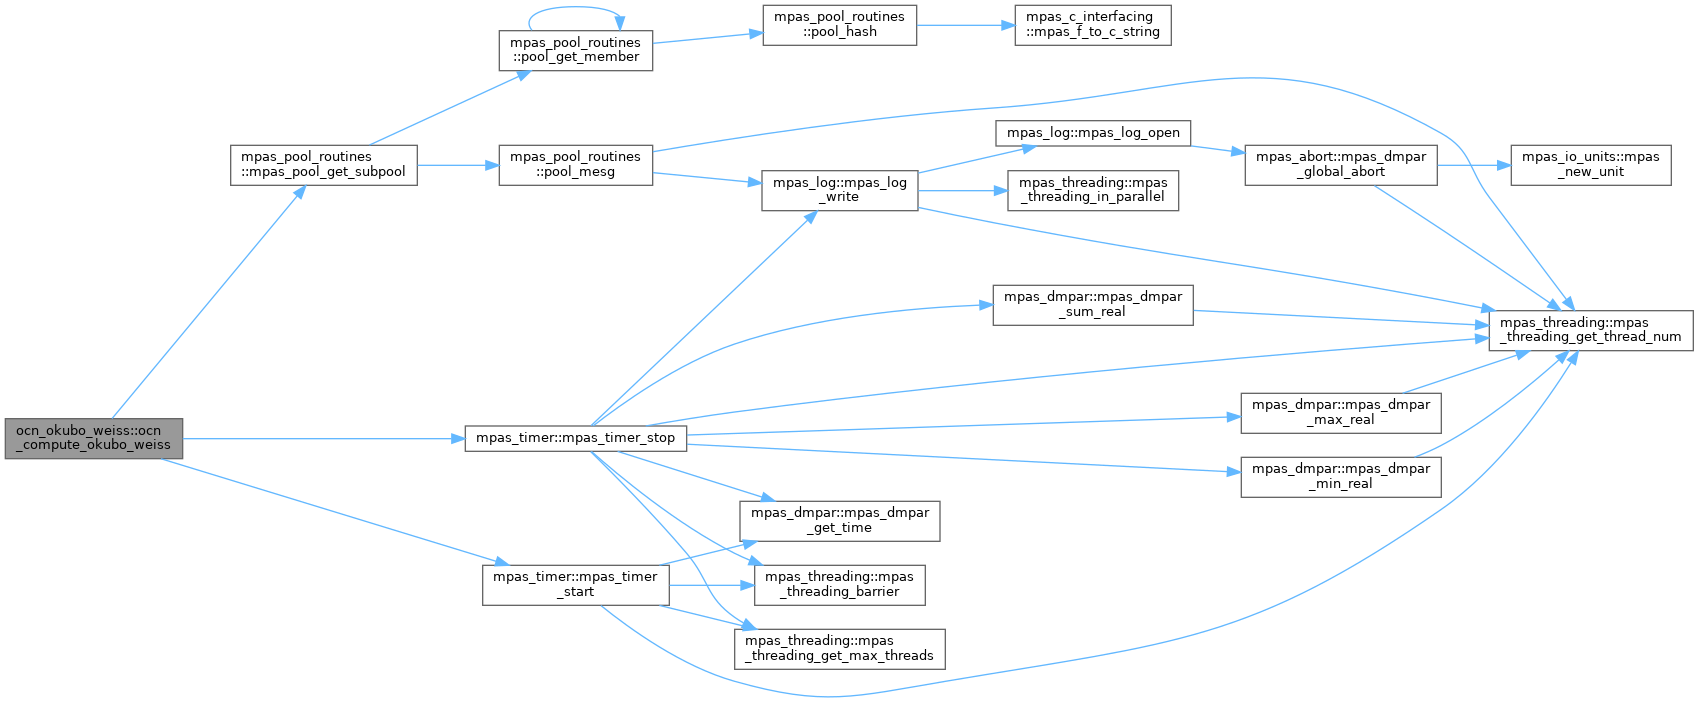 mpas_pool_routines
::pool_get_member
mpas_pool_routines
::pool_hash
mpas_c_interfacing
::mpas_f_to_c_string
mpas_pool_routines
::mpas_pool_get_subpool
mpas_pool_routines
::pool_mesg
mpas_log::mpas_log
_write
mpas_log::mpas_log_open
mpas_threading::mpas
_threading_in_parallel
mpas_abort::mpas_dmpar
_global_abort
mpas_io_units::mpas
_new_unit
mpas_dmpar::mpas_dmpar
_sum_real
mpas_threading::mpas
_threading_get_thread_num
ocn_okubo_weiss::ocn
_compute_okubo_weiss
mpas_timer::mpas_timer_stop
mpas_dmpar::mpas_dmpar
_max_real
mpas_dmpar::mpas_dmpar
_min_real
mpas_dmpar::mpas_dmpar
_get_time
mpas_timer::mpas_timer
_start
mpas_threading::mpas
_threading_barrier
mpas_threading::mpas
_threading_get_max_threads